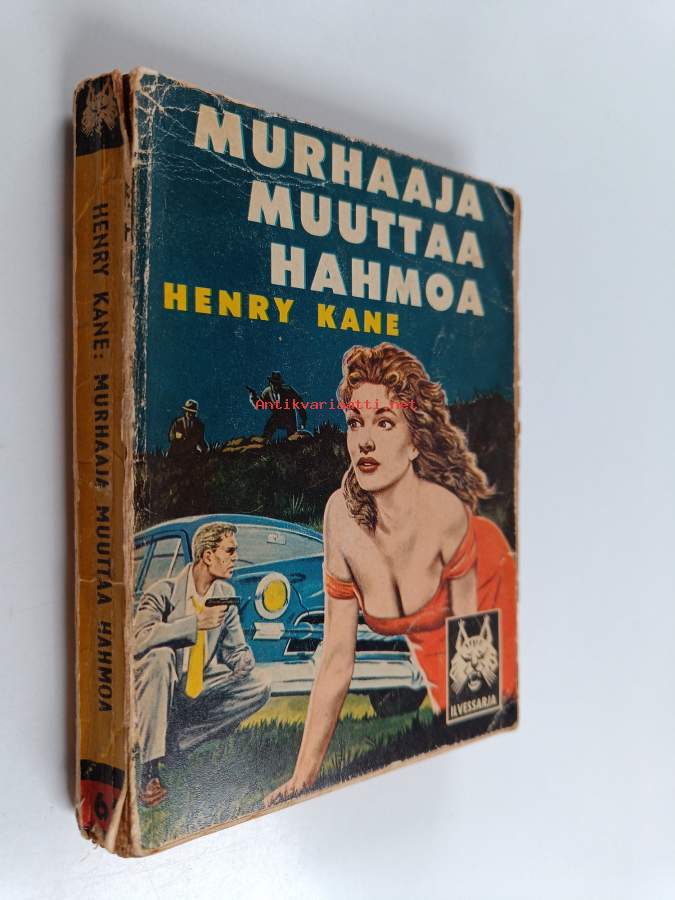 MURHAAJA
MUUTTAA
HAHMOA
HENRY KANE
Antikvariaatti.net
ILVESSARJA
HENRY KANE: MURHAAJA MUUTTAA HAHMOA
6